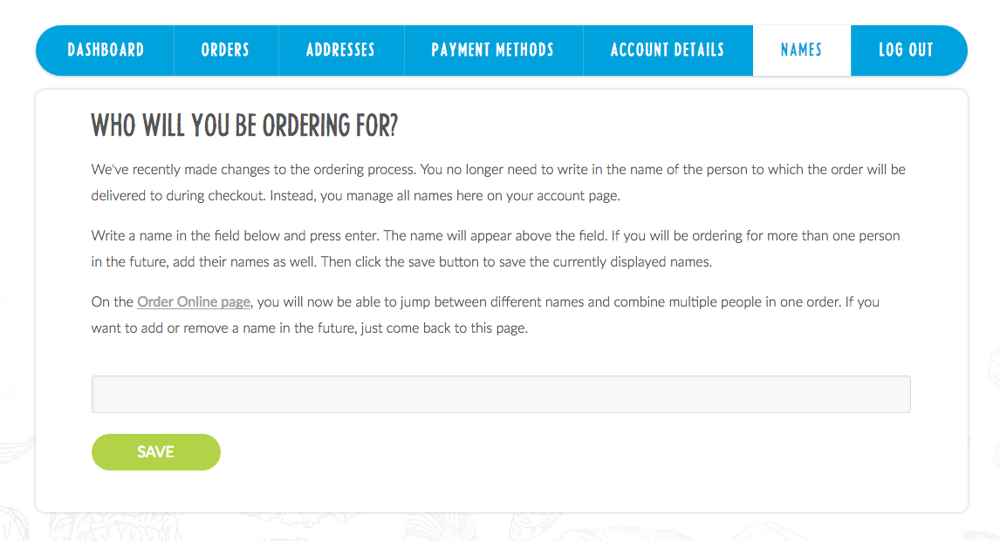 DASHBOARD ORDERS ADDRESSES PAYMENT METHODS ACCOUNT DETAILS NAMES LOG OUT
WHO WILL YOU BE ORDERING FOR?
We've recently made changes to the ordering process. You no longer need to write in the name of the person to which the order will be
delivered to during checkout. Instead, you manage all names here on your account page.
Write a name in the field below and press enter. The name will appear above the field. If you will be ordering for more than one person
in the future, add their names as well. Then click the save button to save the currently displayed names.
On the Order Online page, you will now be able to jump between different names and combine multiple people in one order. If you
want to add or remove a name in the future, just come back to this page.
SAVE